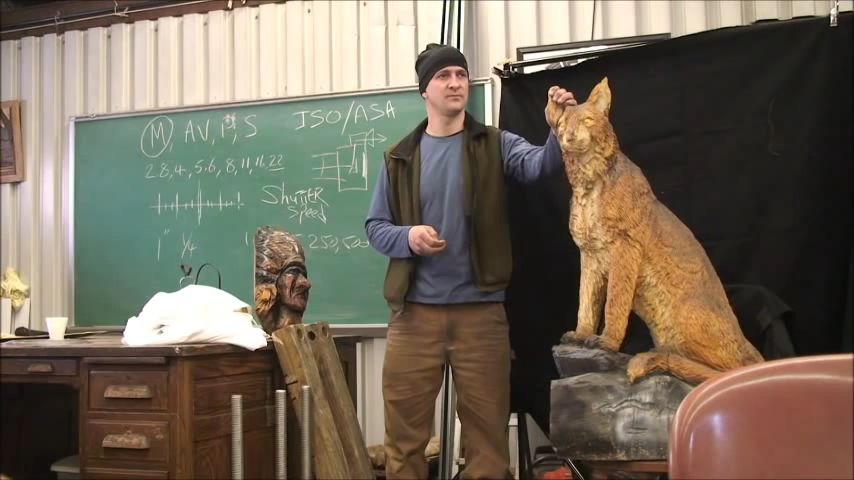 M, AV, P, S
ISO/ASA
2.8, 4, 5.6, 8, 11, 16, 22
Shutter
Speed
1" 1/4
250, 500